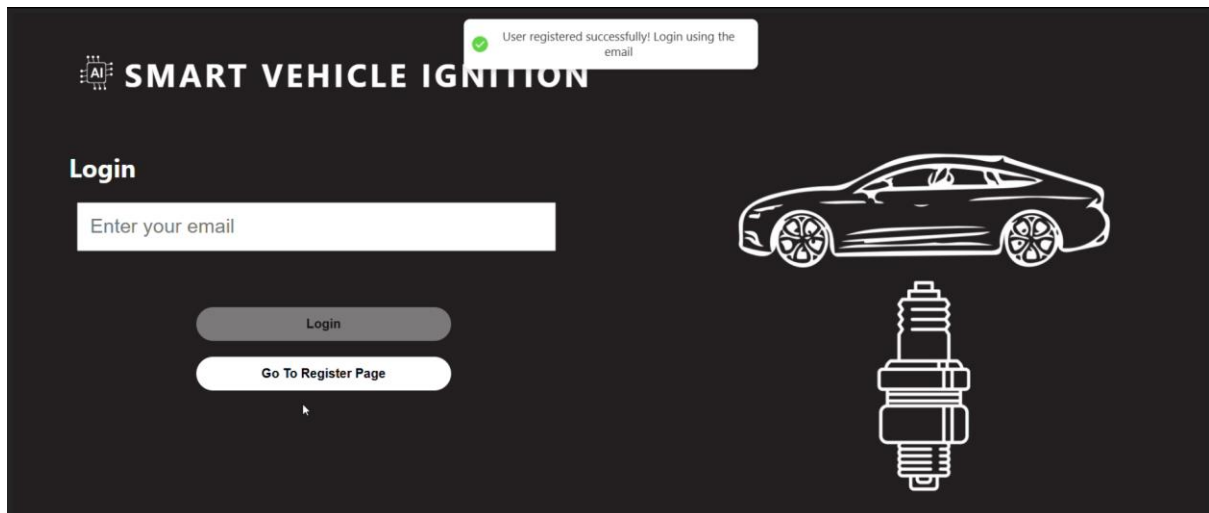 User registered successfully! Login using the
email
AI SMART VEHICLE IGNITION
Login
Enter your email
Login
Go To Register Page